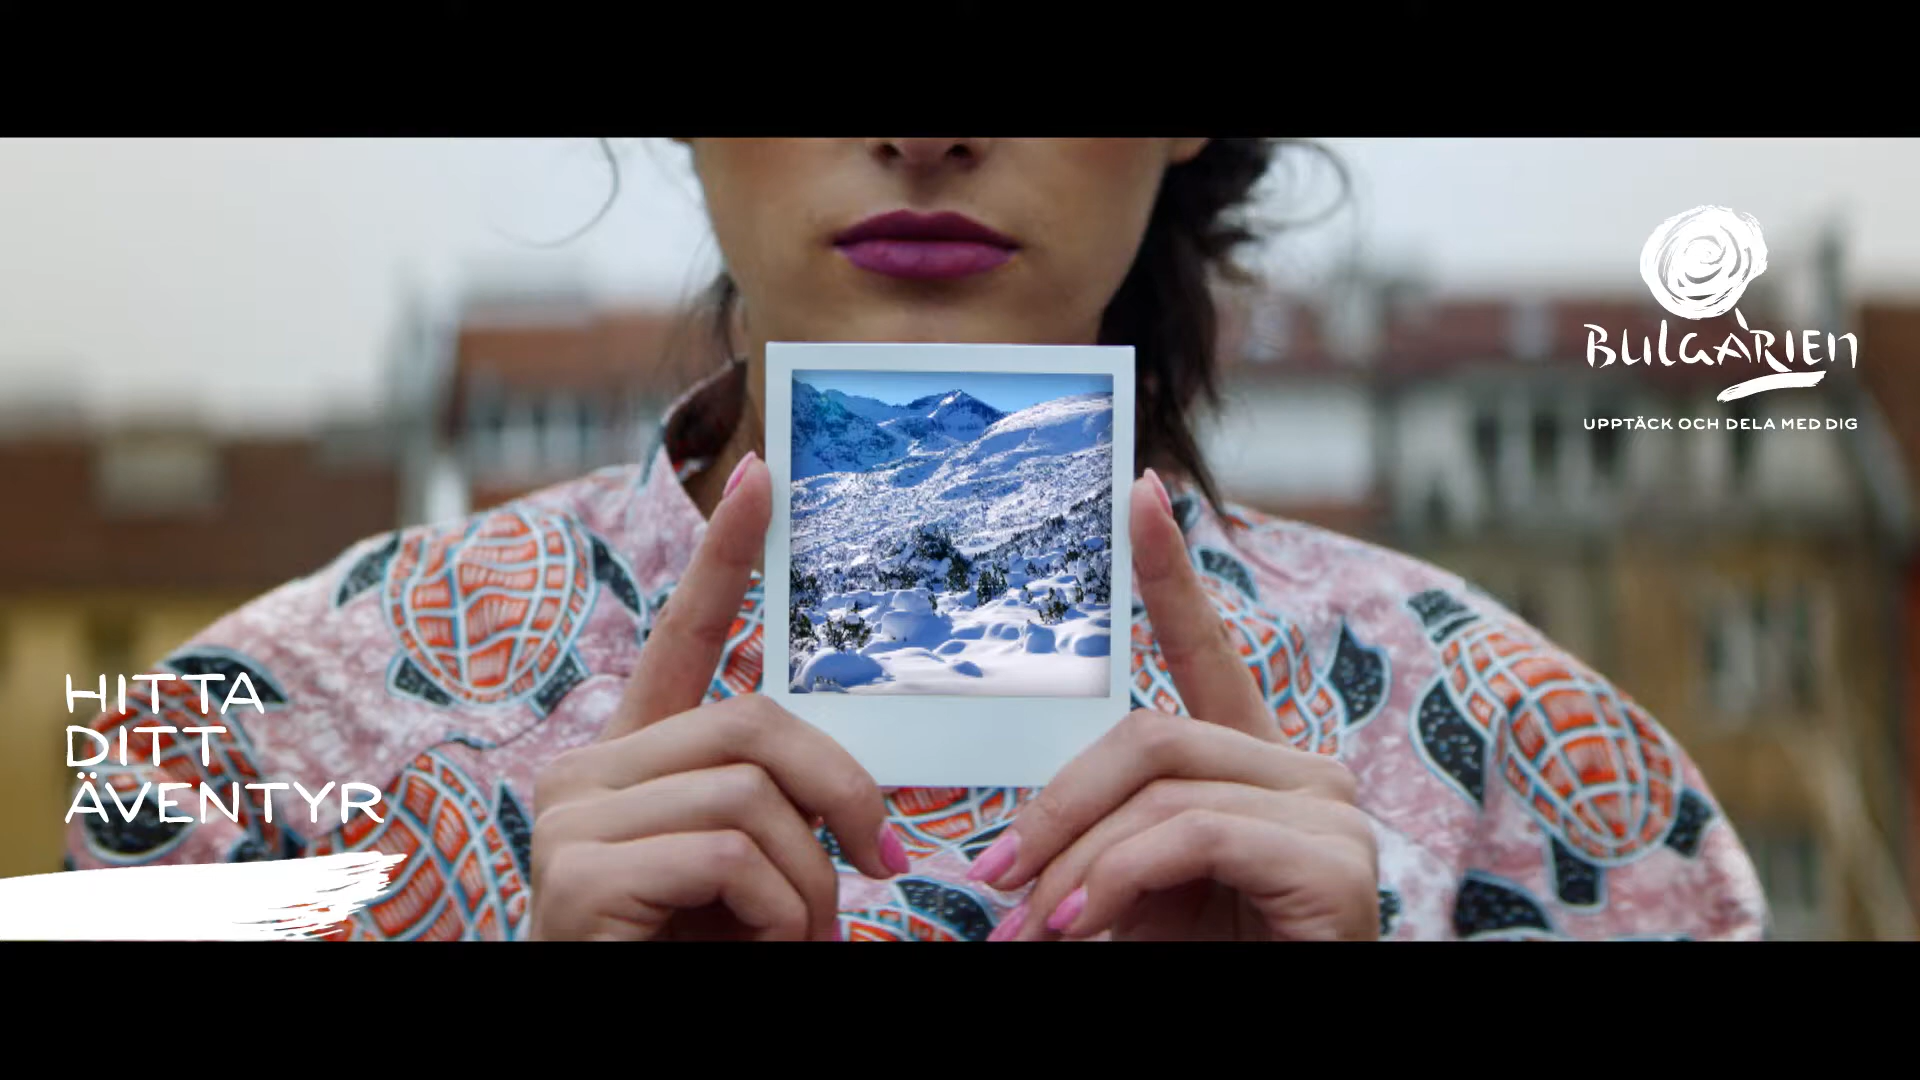 BULGARIEN
UPPTÄCK OCH DELA MED DIG
HITTA
DITT
ÄVENTYR